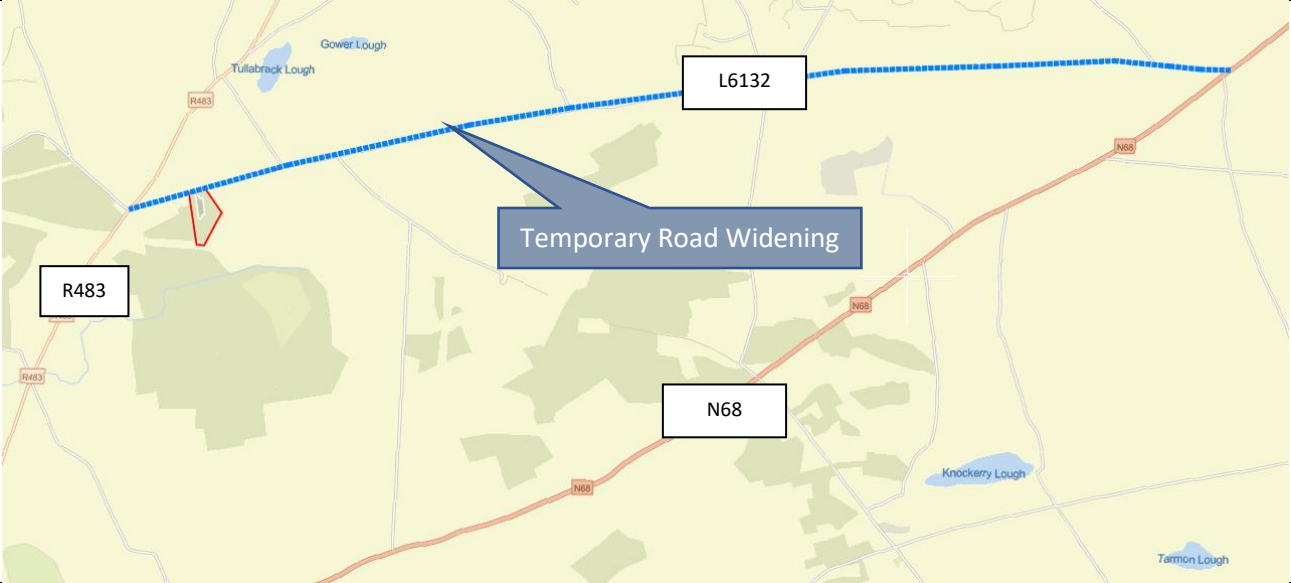 Gower Lough
Tullabrack Lough
R483
L6132
N68
Temporary Road Widening
R483
N68
R483
N68
N68
Knockerry Lough
Tarmon Lough